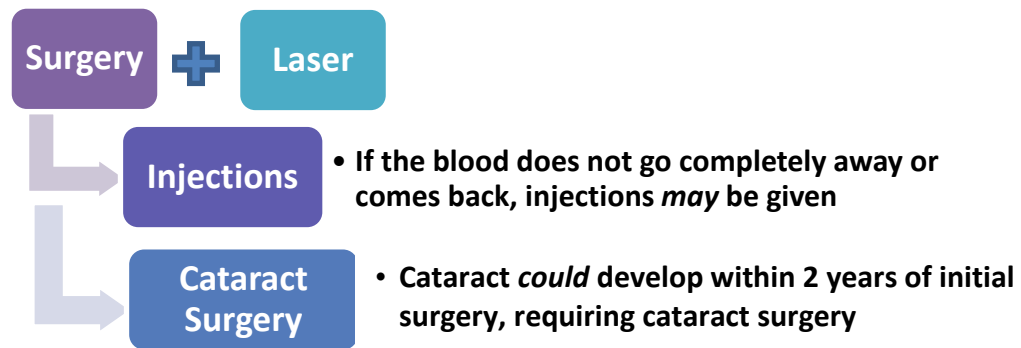 Surgery
Laser
Injections
• If the blood does not go completely away or
comes back, injections may be given
Cataract
Surgery
• Cataract could develop within 2 years of initial
surgery, requiring cataract surgery